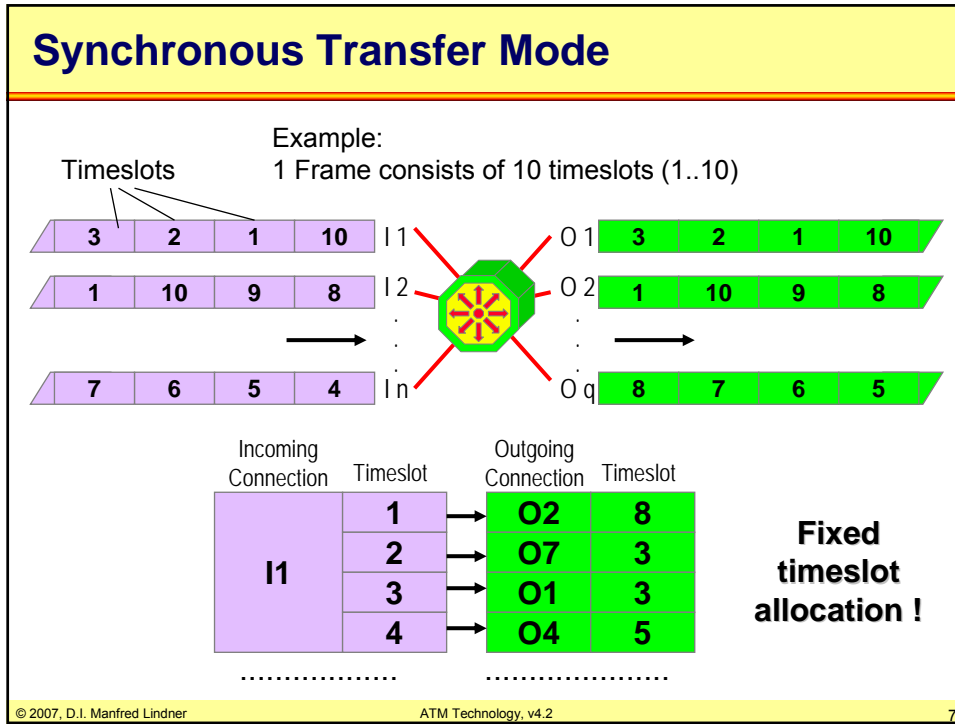 Synchronous Transfer Mode
Example:
1 Frame consists of 10 timeslots (1..10)
Timeslots
3 2 1 10 I 1 O 1 3 2 1 10
1 10 9 8 I 2 O 2 1 10 9 8
. .
. .
. .
7 6 5 4 I n O q 8 7 6 5
Incoming Connection Timeslot Outgoing Connection Timeslot
I1 1 O2 8
2 O7 3
3 O1 3
4 O4 5
Fixed
timeslot
allocation !
.................. .....................
© 2007, D.I. Manfred Lindner ATM Technology, v4.2 7